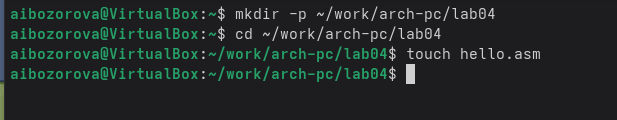 aibozorova@VirtualBox:~$ mkdir -p ~/work/arch-pc/lab04
aibozorova@VirtualBox:~$ cd ~/work/arch-pc/lab04
aibozorova@VirtualBox:~/work/arch-pc/lab04$ touch hello.asm
aibozorova@VirtualBox:~/work/arch-pc/lab04$